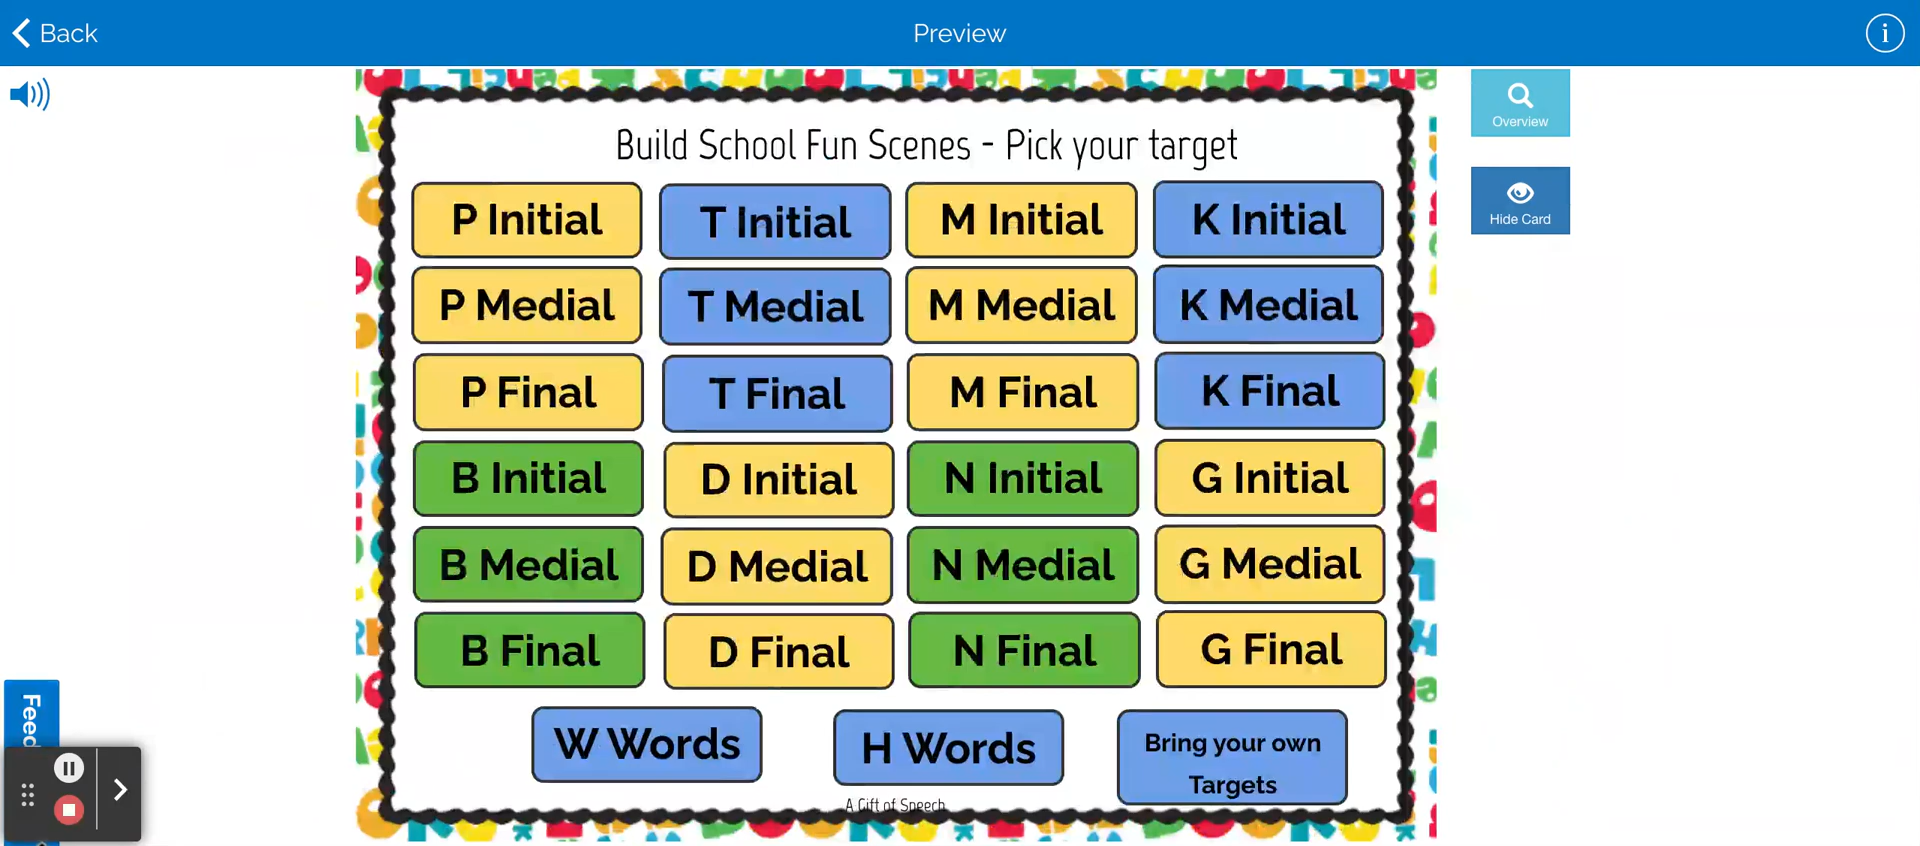 Back
Preview
i
Overview
Hide Card
Build School Fun Scenes - Pick your target
P Initial
T Initial
M Initial
K Initial
P Medial
T Medial
M Medial
K Medial
P Final
T Final
M Final
K Final
B Initial
D Initial
N Initial
G Initial
B Medial
D Medial
N Medial
G Medial
B Final
D Final
N Final
G Final
W Words
H Words
Bring your own
Targets
A Gift of Speech